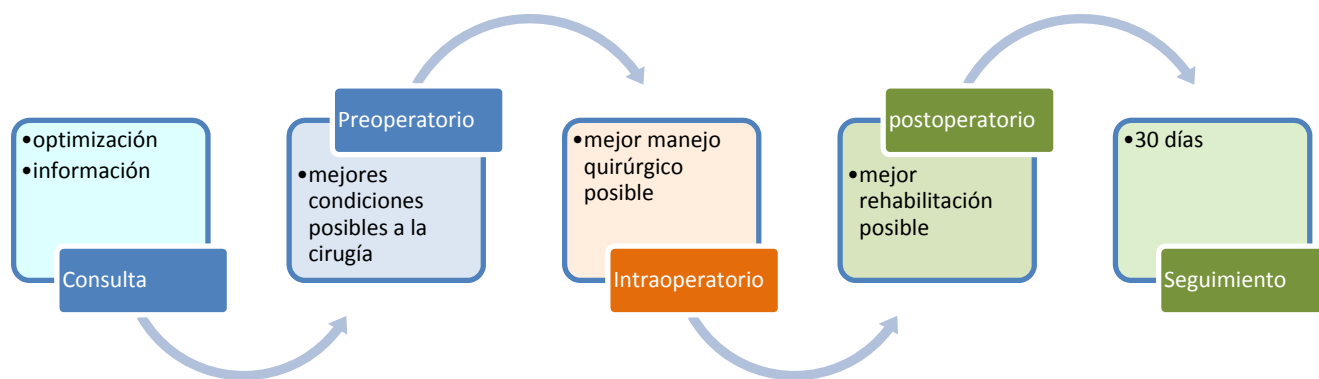 •optimización
•información
Consulta
Preoperatorio
•mejores
condiciones
posibles a la
cirugía
•mejor manejo
quirúrgico
posible
Intraoperatorio
postoperatorio
•mejor
rehabilitación
posible
•30 días
Seguimiento